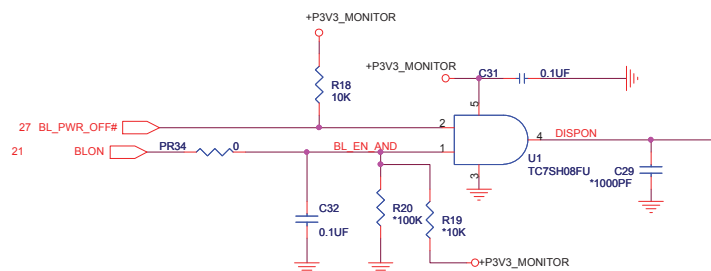 +P3V3_MONITOR
+P3V3_MONITOR
C31
0.1UF
R18
10K
5
27 BL_PWR_OFF#
2
4
DISPON
21 BLON
PR34
0
BL_EN_AND
1
U1
TC7SH08FU
3
C29
*1000PF
C32
0.1UF
R20
*100K
R19
*10K
+P3V3_MONITOR